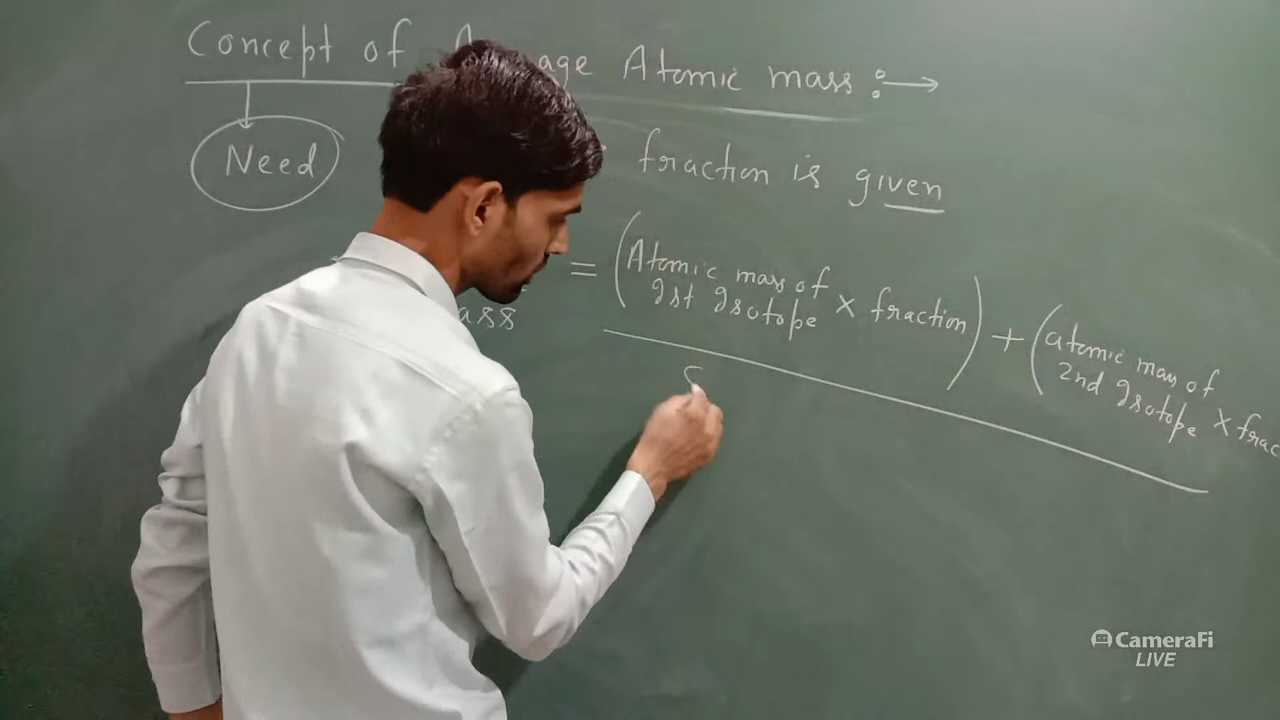 Concept of age Atomic mass :→
Need
fraction is given
ass = (Atomic mass of 1st Isotope × fraction) + (atomic mass of 2nd Isotope × frac
CameraFi
LIVE